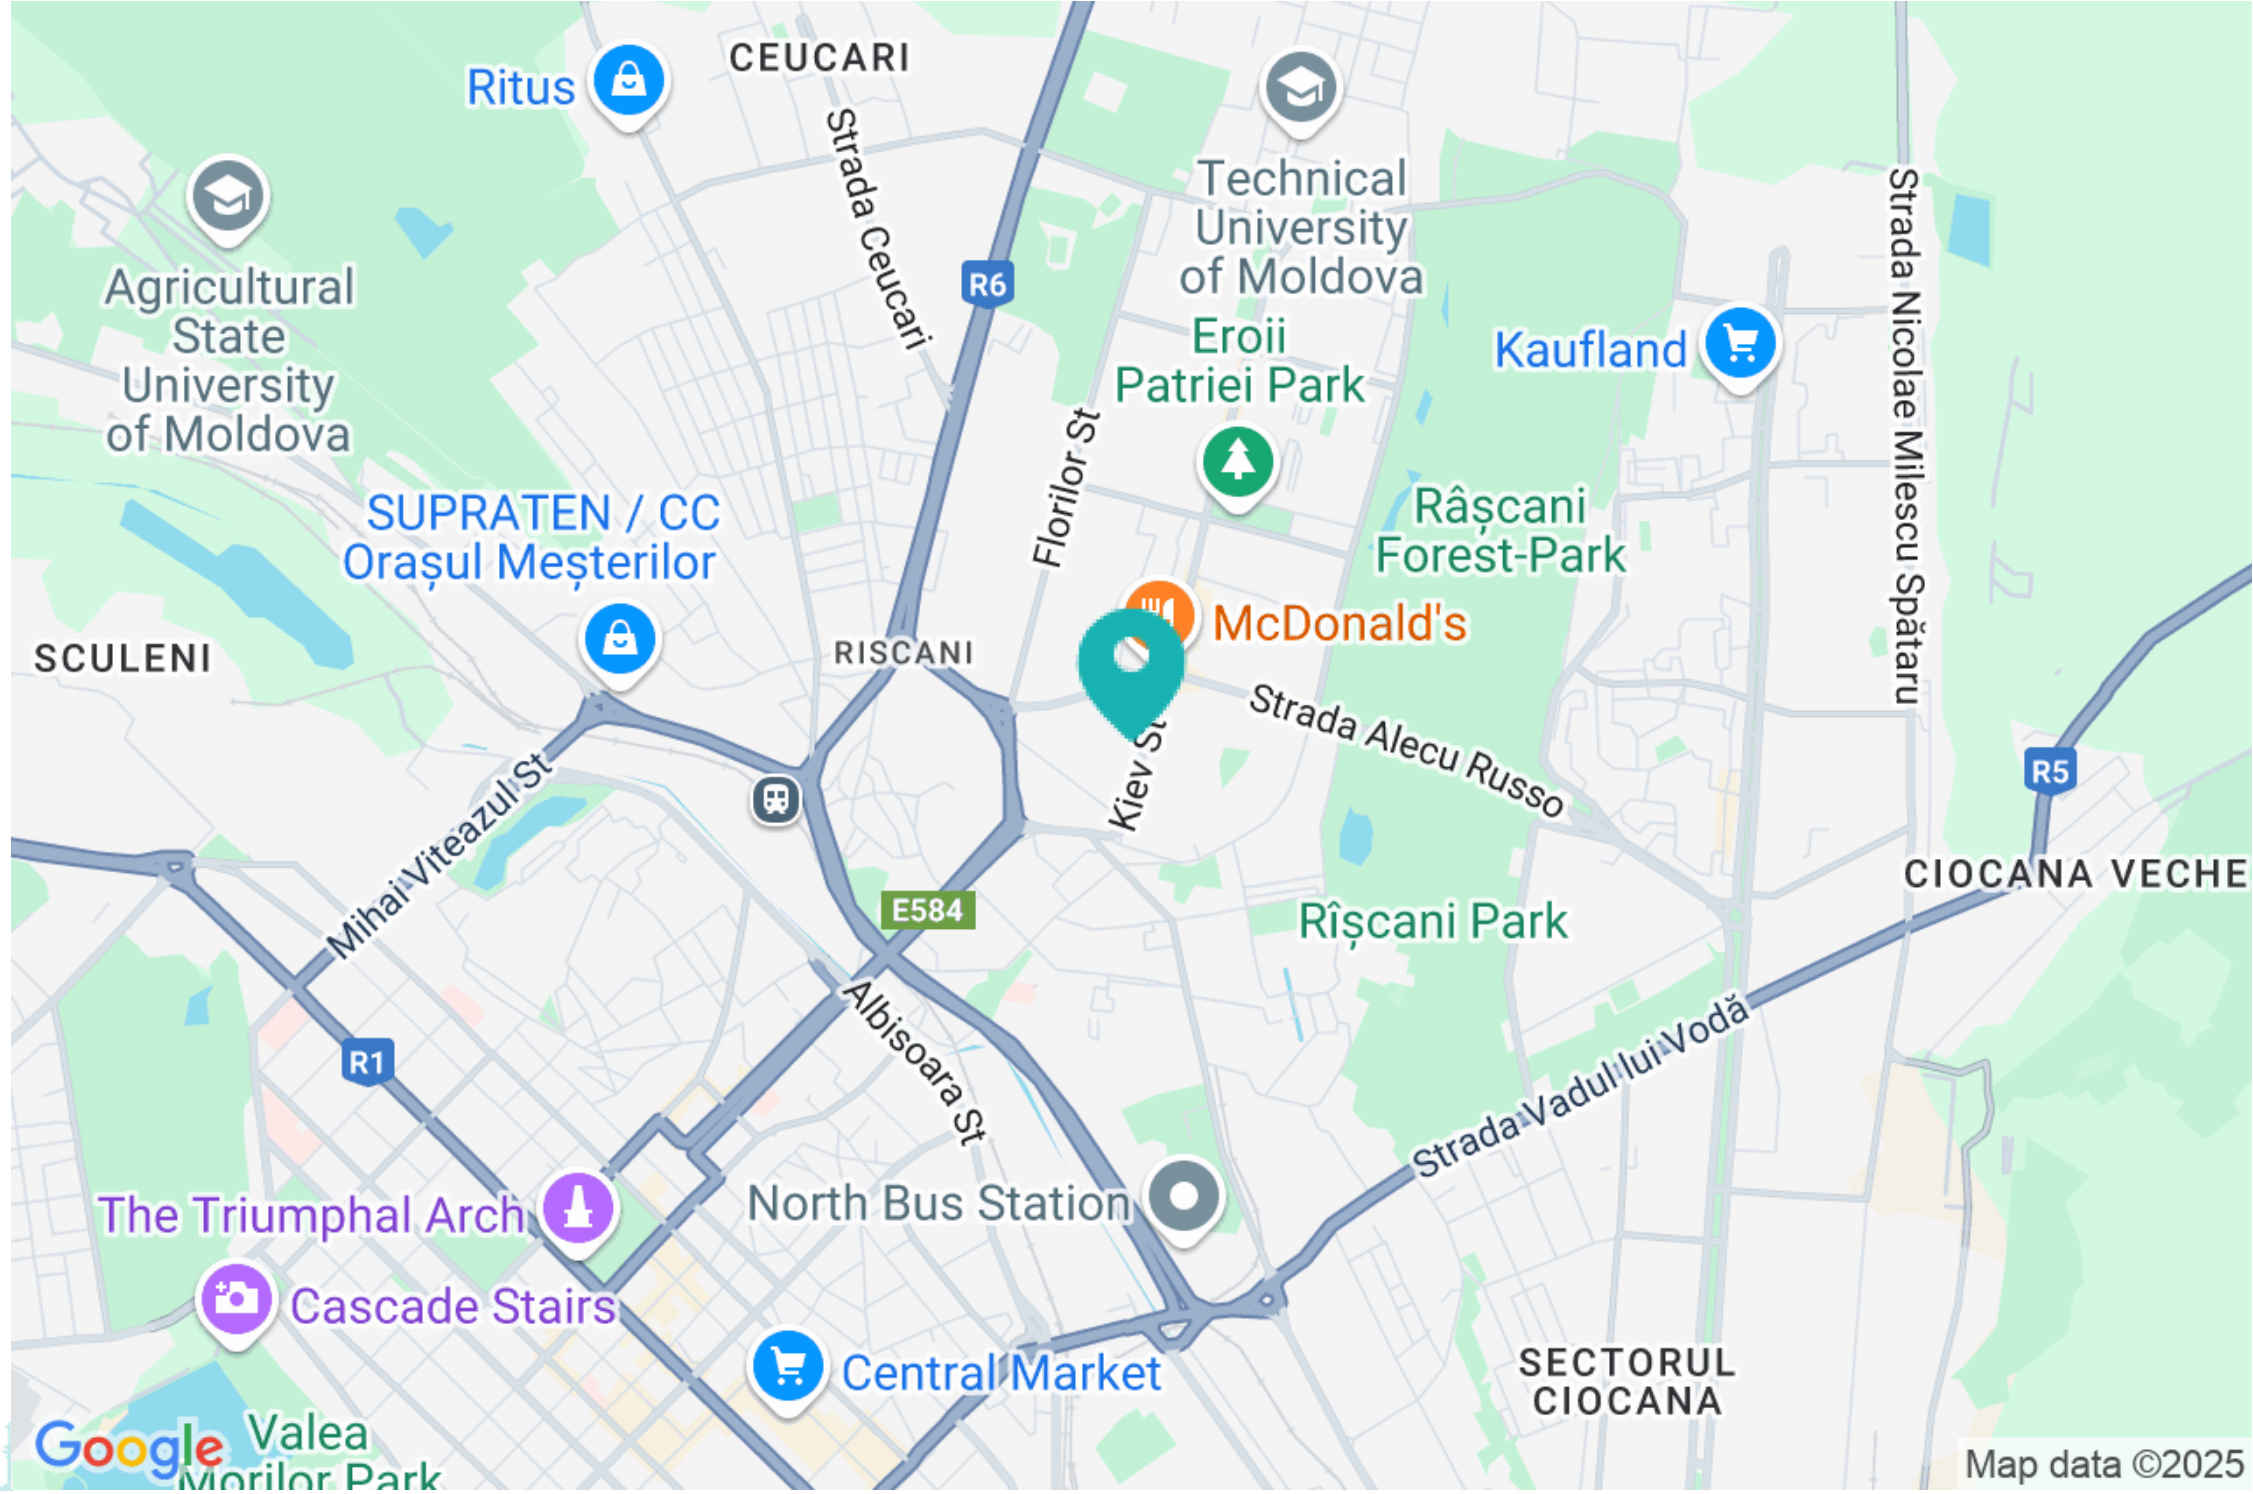 CEUCARI
Ritus
Strada Ceucari
Technical
University
of Moldova
Agricultural
State
University
of Moldova
R6
Eroii
Patriei Park
Kaufland
Strada Nicolae Milescu Spătaru
Florilor St
SUPRATEN / CC
Orașul Meșterilor
Râșcani
Forest-Park
McDonald's
SCULENI
RISCANI
Strada Alecu Russo
Kiev St
R5
Mihai Viteazul St
CIOCANA VECHE
E584
Rîșcani Park
Albisoara St
R1
Strada Vadul lui Vodă
The Triumphal Arch
North Bus Station
Cascade Stairs
Central Market
SECTORUL
CIOCANA
Google
Valea
Morilor Park
Map data ©2025